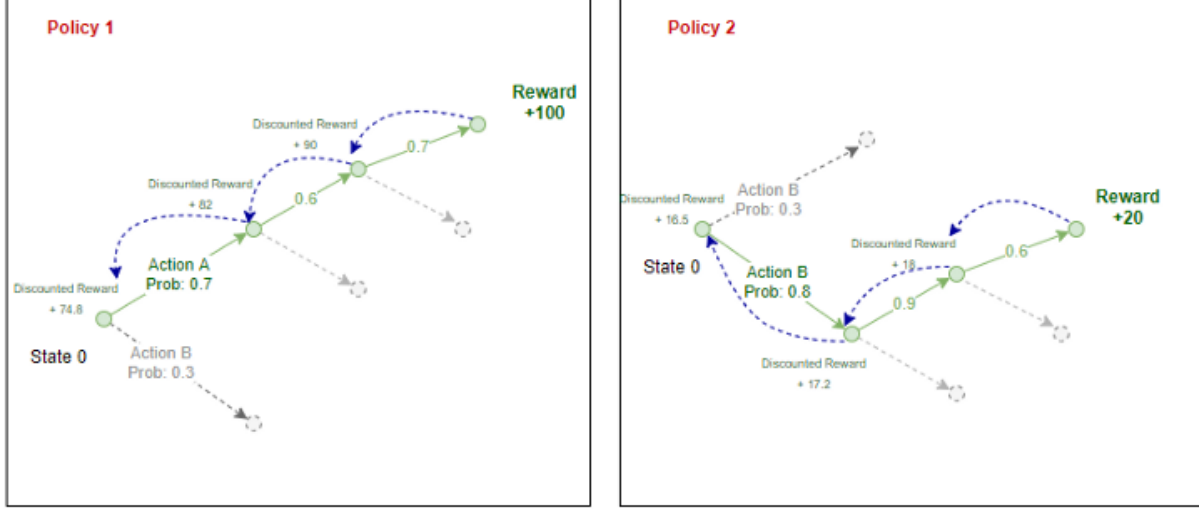 Policy 1
Reward
+100
Discounted Reward
+ 90
0.7
Discounted Reward
+ 82
0.6
Action A
Prob: 0.7
Discounted Reward
+ 74.8
State 0
Action B
Prob: 0.3
Policy 2
Action B
Prob: 0.3
Discounted Reward
+ 16.5
State 0
Reward
+20
Discounted Reward
+ 18
0.6
Action B
Prob: 0.8
0.9
Discounted Reward
+ 17.2